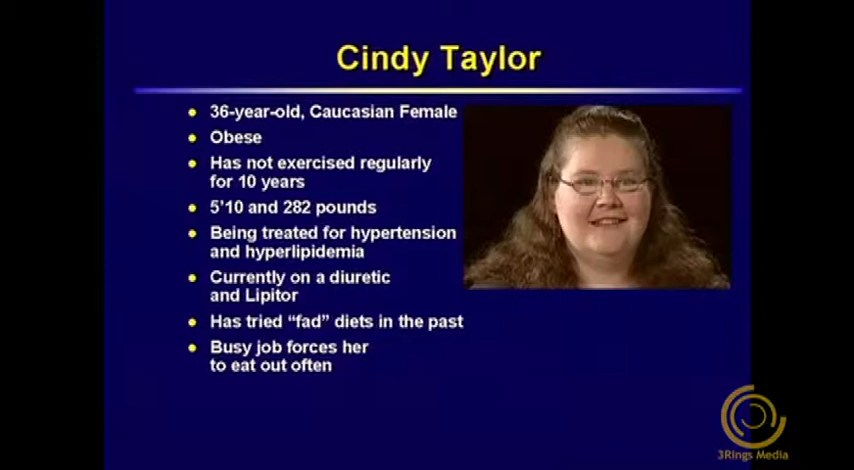 Cindy Taylor
36-year-old, Caucasian Female
Obese
Has not exercised regularly
for 10 years
5'10 and 282 pounds
Being treated for hypertension
and hyperlipidemia
Currently on a diuretic
and Lipitor
Has tried “fad” diets in the past
Busy job forces her
to eat out often
3Rings Media